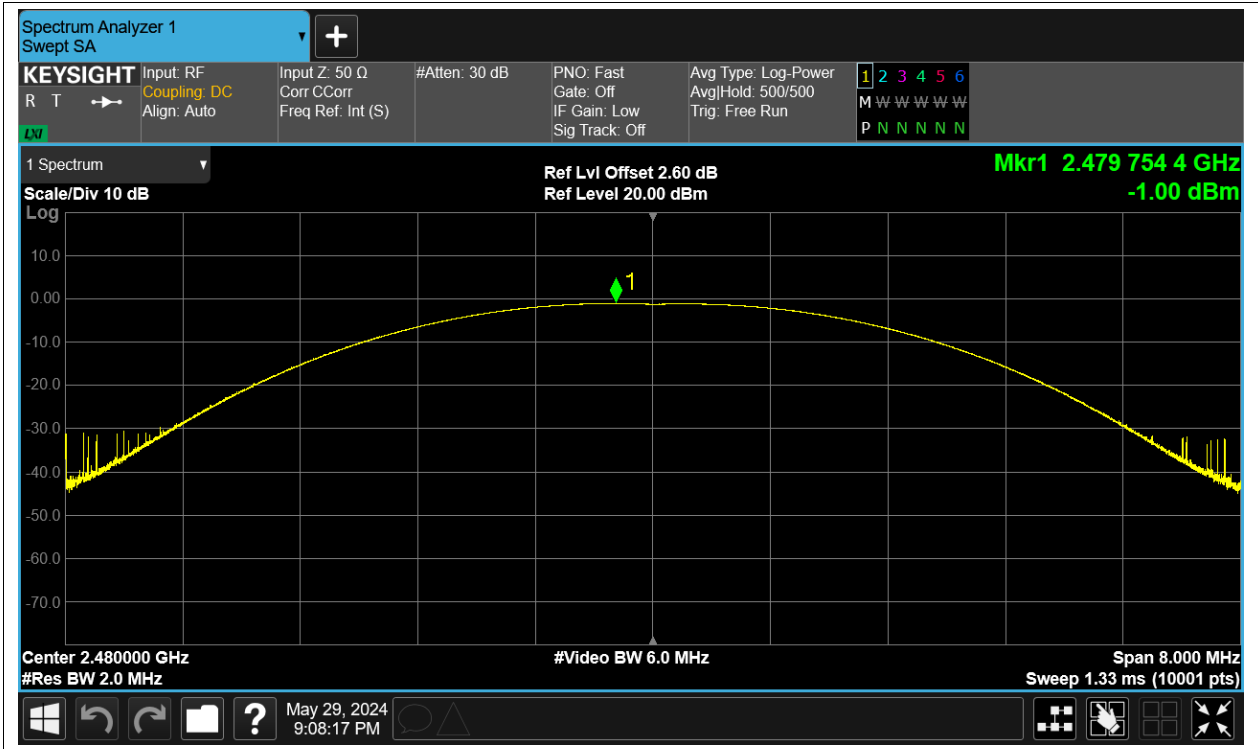 Spectrum Analyzer 1
Swept SA
+
KEYSIGHT
R T
LXI
Input: RF
Coupling: DC
Align: Auto
Input Z: 50 Ω
Corr CCorr
Freq Ref: Int (S)
#Atten: 30 dB
PNO: Fast
Gate: Off
IF Gain: Low
Sig Track: Off
Avg Type: Log-Power
Avg|Hold: 500/500
Trig: Free Run
1 2 3 4 5 6
M W W W W W
P N N N N N
1 Spectrum
Scale/Div 10 dB
Ref Lvl Offset 2.60 dB
Ref Level 20.00 dBm
Mkr1 2.479 754 4 GHz
-1.00 dBm
Log
10.0
0.00
-10.0
-20.0
-30.0
-40.0
-50.0
-60.0
-70.0
1
Center 2.480000 GHz
#Res BW 2.0 MHz
#Video BW 6.0 MHz
Span 8.000 MHz
Sweep 1.33 ms (10001 pts)
?
May 29, 2024
9:08:17 PM